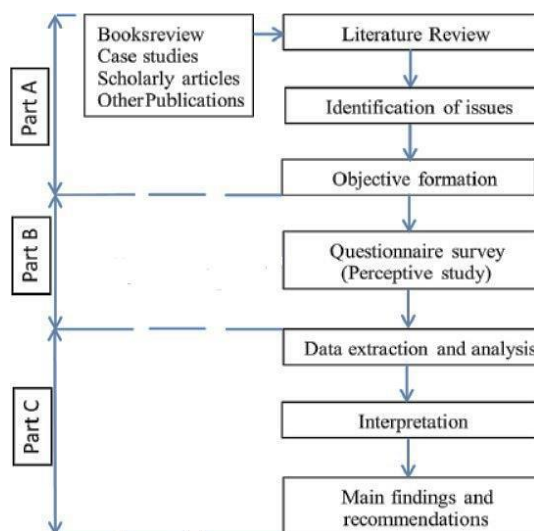 Part A
Booksreview
Case studies
Scholarly articles
OtherPublications
Literature Review
Identification of issues
Objective formation
Part B
Questionnaire survey
(Perceptive study)
Part C
Data extraction and analysis
Interpretation
Main findings and
recommendations